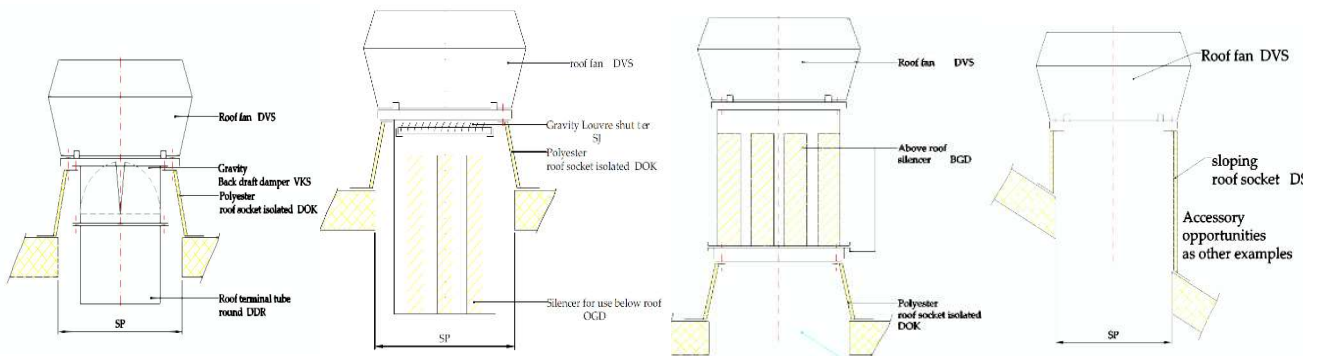 Roof fan DVS
Gravity
Back draft damper VKS
Polyester
roof socket isolated DOK
Roof terminal tube
round DDR
SP
roof fan DVS
Gravity Louvre shut ter
SJ
Polyester
roof socket isolated DOK
Silencer for use below roof
OGD
SP
Roof fan DVS
Above roof
silencer BGD
Polyester
roof socket isolated
DOK
Roof fan DVS
sloping
roof socket
Accessory
opportunities
as other examples
SP